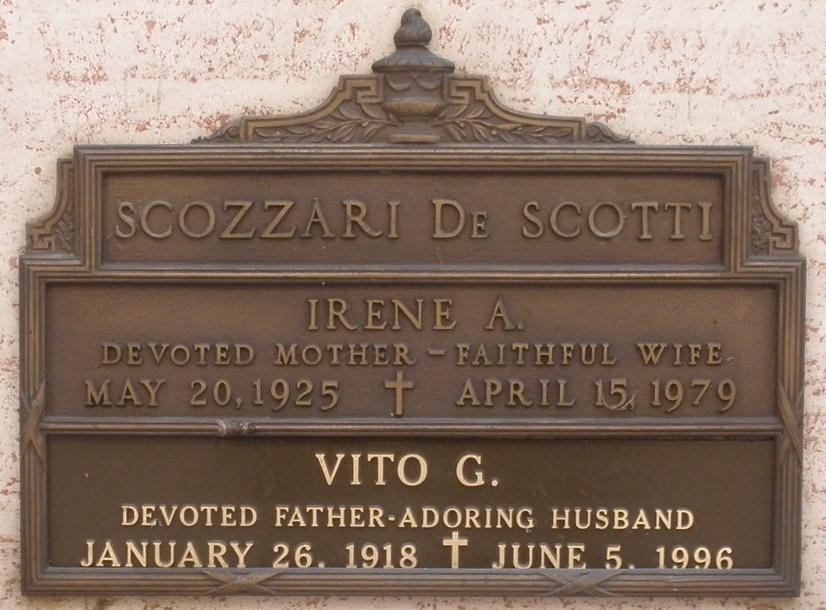 SCOZZARI DE SCOTTI
IRENE A.
DEVOTED MOTHER - FAITHFUL WIFE
MAY 20, 1925 † APRIL 15, 1979
VITO G.
DEVOTED FATHER-ADORING HUSBAND
JANUARY 26. 1918 † JUNE 5. 1996